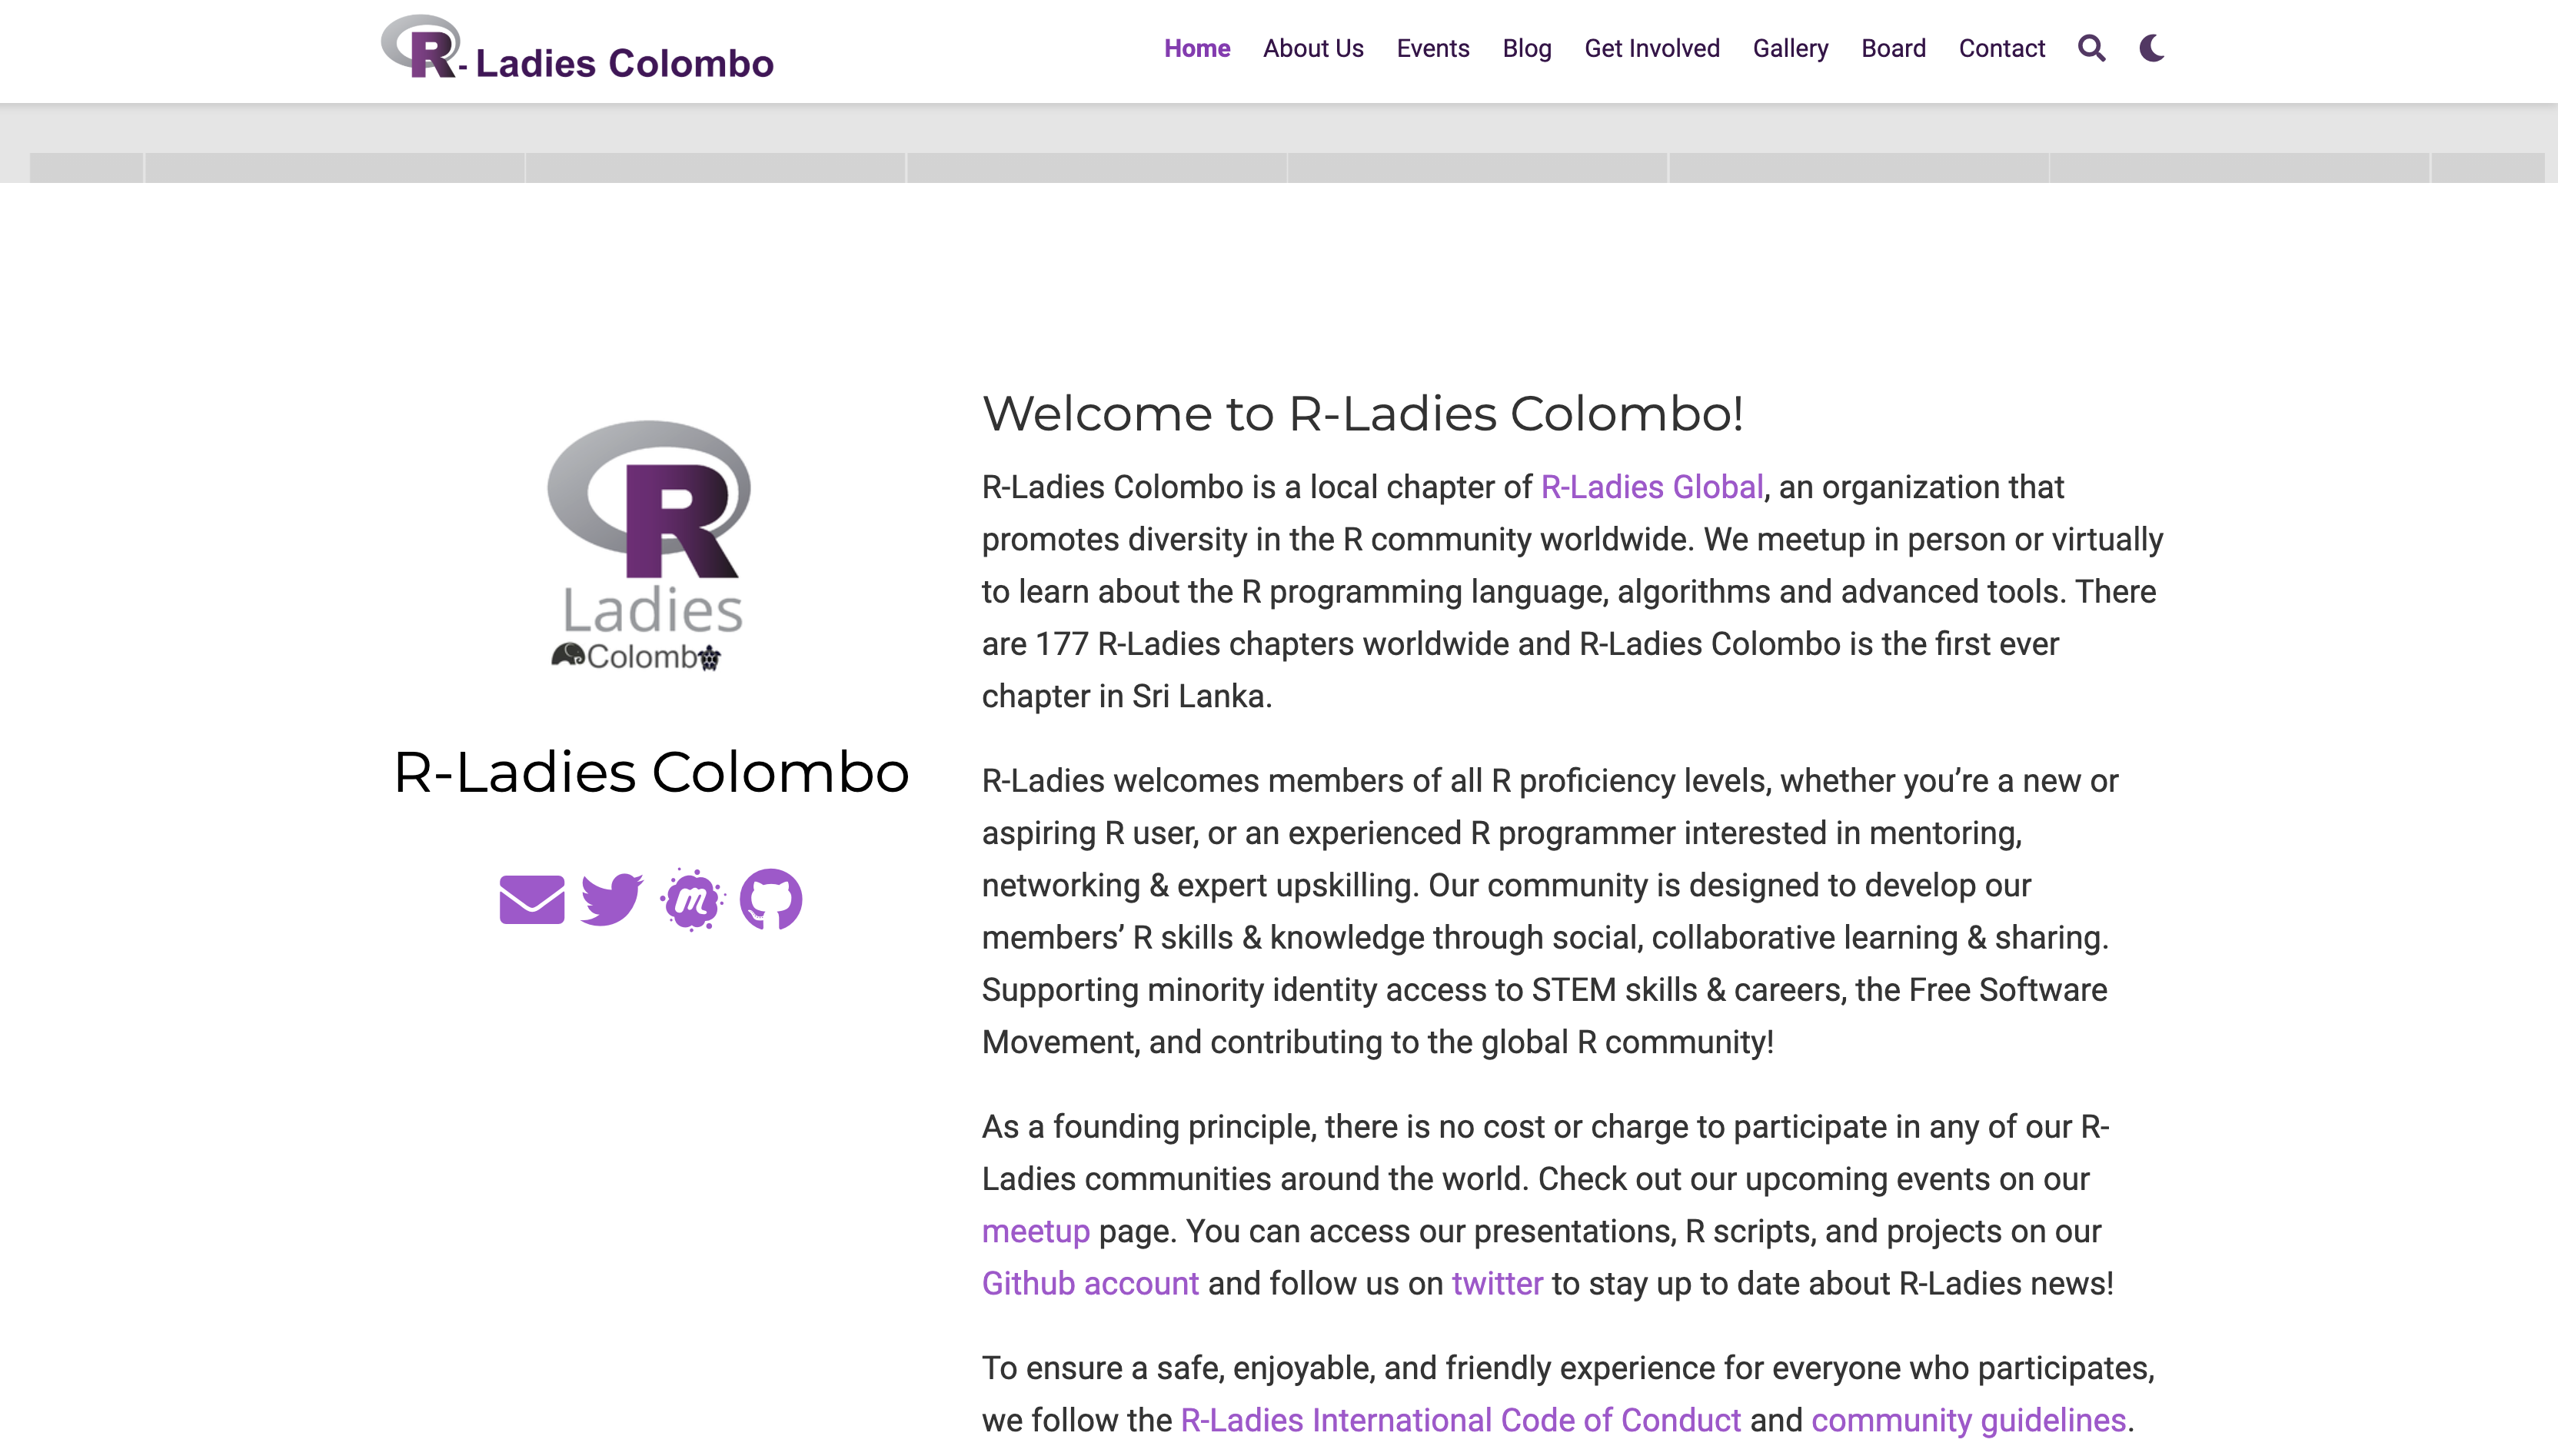 R - Ladies Colombo
Home About Us Events Blog Get Involved Gallery Board Contact
R
Ladies
Colombo
R-Ladies Colombo
Welcome to R-Ladies Colombo!
R-Ladies Colombo is a local chapter of R-Ladies Global, an organization that
promotes diversity in the R community worldwide. We meetup in person or virtually
to learn about the R programming language, algorithms and advanced tools. There
are 177 R-Ladies chapters worldwide and R-Ladies Colombo is the first ever
chapter in Sri Lanka.
R-Ladies welcomes members of all R proficiency levels, whether you’re a new or
aspiring R user, or an experienced R programmer interested in mentoring,
networking & expert upskilling. Our community is designed to develop our
members’ R skills & knowledge through social, collaborative learning & sharing.
Supporting minority identity access to STEM skills & careers, the Free Software
Movement, and contributing to the global R community!
As a founding principle, there is no cost or charge to participate in any of our R-
Ladies communities around the world. Check out our upcoming events on our
meetup page. You can access our presentations, R scripts, and projects on our
Github account and follow us on twitter to stay up to date about R-Ladies news!
To ensure a safe, enjoyable, and friendly experience for everyone who participates,
we follow the R-Ladies International Code of Conduct and community guidelines.